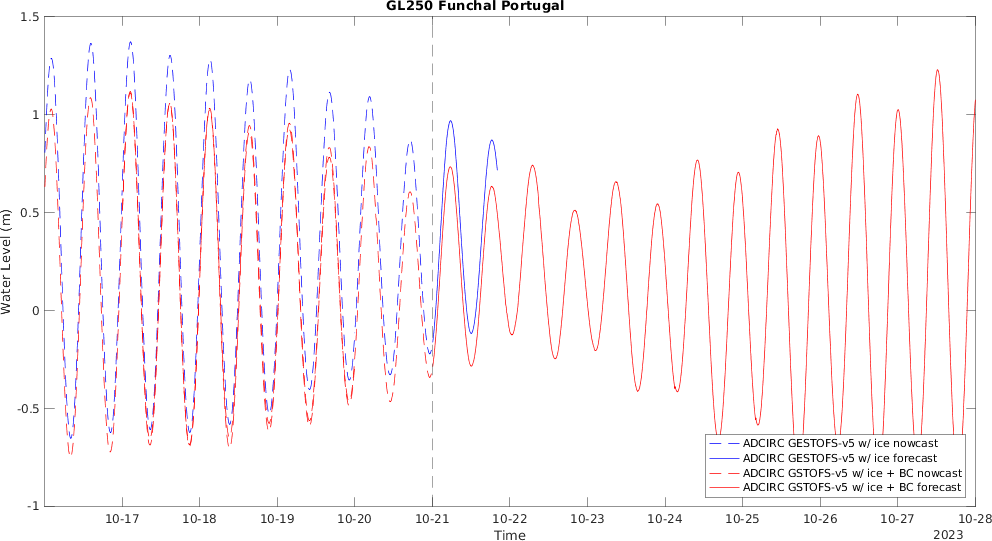 GL250 Funchal Portugal
1.5
1
0.5
0
-0.5
-1
Water Level (m)
10-17 10-18 10-19 10-20 10-21 10-22 10-23 10-24 10-25 10-26 10-27 10-28
Time
2023
ADCIRC GESTOFS-v5 w/ ice nowcast
ADCIRC GESTOFS-v5 w/ ice forecast
ADCIRC GSTOFS-v5 w/ ice + BC nowcast
ADCIRC GSTOFS-v5 w/ ice + BC forecast